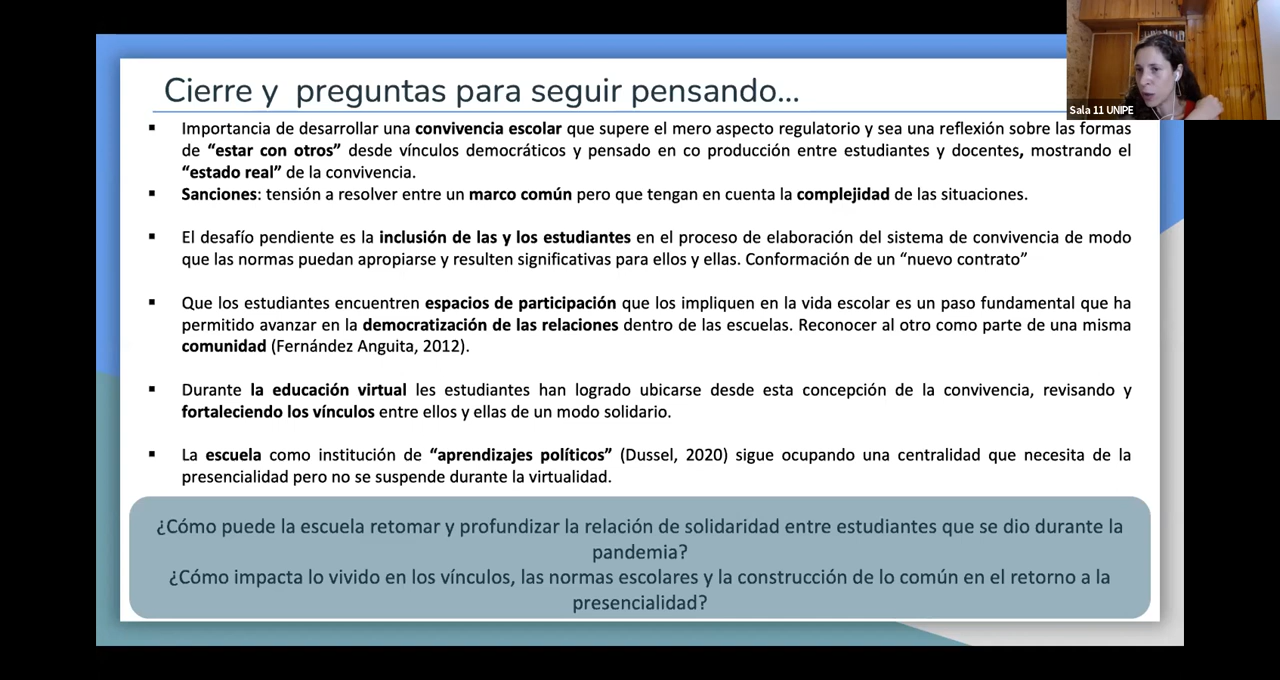 Cierre y preguntas para seguir pensando...
Sala 11 UNIPE
▪ Importancia de desarrollar una convivencia escolar que supere el mero aspecto regulatorio y sea una reflexión sobre las formas
de “estar con otros” desde vínculos democráticos y pensado en co producción entre estudiantes y docentes, mostrando el
“estado real” de la convivencia.
▪ Sanciones: tensión a resolver entre un marco común pero que tengan en cuenta la complejidad de las situaciones.
▪ El desafío pendiente es la inclusión de las y los estudiantes en el proceso de elaboración del sistema de convivencia de modo
que las normas puedan apropiarse y resulten significativas para ellos y ellas. Conformación de un “nuevo contrato”
▪ Que los estudiantes encuentren espacios de participación que los impliquen en la vida escolar es un paso fundamental que ha
permitido avanzar en la democratización de las relaciones dentro de las escuelas. Reconocer al otro como parte de una misma
comunidad (Fernández Anguita, 2012).
▪ Durante la educación virtual les estudiantes han logrado ubicarse desde esta concepción de la convivencia, revisando y
fortaleciendo los vínculos entre ellos y ellas de un modo solidario.
▪ La escuela como institución de “aprendizajes políticos” (Dussel, 2020) sigue ocupando una centralidad que necesita de la
presencialidad pero no se suspende durante la virtualidad.
¿Cómo puede la escuela retomar y profundizar la relación de solidaridad entre estudiantes que se dio durante la
pandemia?
¿Cómo impacta lo vivido en los vínculos, las normas escolares y la construcción de lo común en el retorno a la
presencialidad?